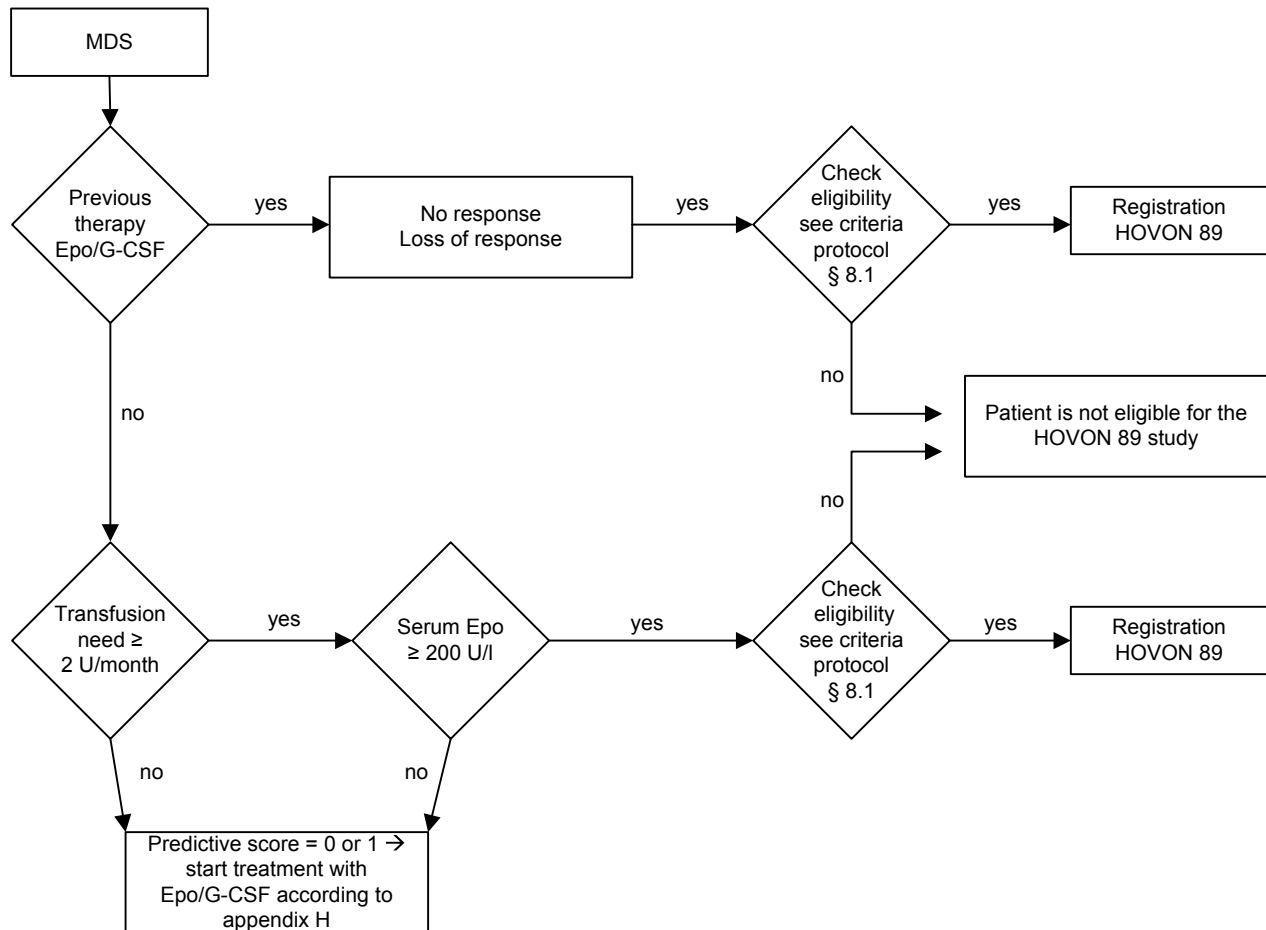 MDS
Previous
therapy
Epo/G-CSF
yes
No response
Loss of response
yes
Check
eligibility
see criteria
protocol
§ 8.1
yes
Registration
HOVON 89
no
no
Patient is not eligible for the
HOVON 89 study
no
Transfusion
need ≥
2 U/month
yes
Serum Epo
≥ 200 U/l
yes
Check
eligibility
see criteria
protocol
§ 8.1
yes
Registration
HOVON 89
no
no
Predictive score = 0 or 1 →
start treatment with
Epo/G-CSF according to
appendix H